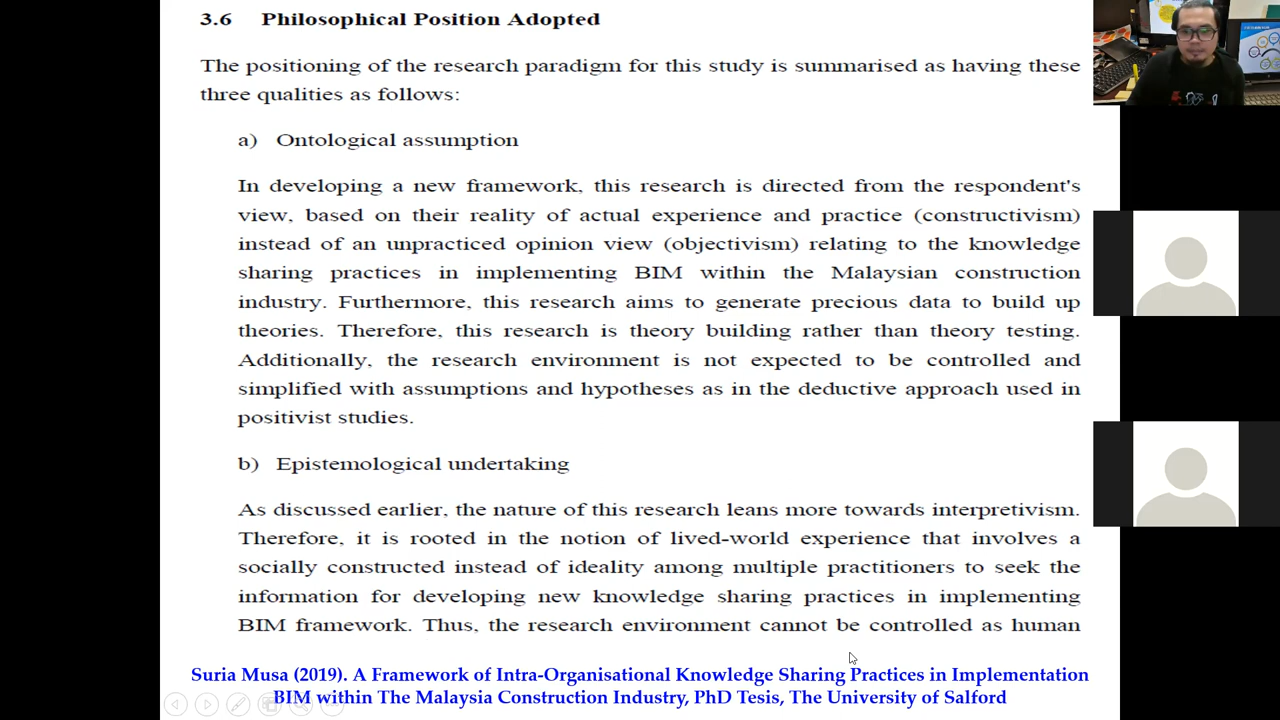 3.6 Philosophical Position Adopted
The positioning of the research paradigm for this study is summarised as having these
three qualities as follows:
a) Ontological assumption
In developing a new framework, this research is directed from the respondent's
view, based on their reality of actual experience and practice (constructivism)
instead of an unpracticed opinion view (objectivism) relating to the knowledge
sharing practices in implementing BIM within the Malaysian construction
industry. Furthermore, this research aims to generate precious data to build up
theories. Therefore, this research is theory building rather than theory testing.
Additionally, the research environment is not expected to be controlled and
simplified with assumptions and hypotheses as in the deductive approach used in
positivist studies.
b) Epistemological undertaking
As discussed earlier, the nature of this research leans more towards interpretivism.
Therefore, it is rooted in the notion of lived-world experience that involves a
socially constructed instead of ideality among multiple practitioners to seek the
information for developing new knowledge sharing practices in implementing
BIM framework. Thus, the research environment cannot be controlled as human
Suria Musa (2019). A Framework of Intra-Organisational Knowledge Sharing Practices in Implementation
BIM within The Malaysia Construction Industry, PhD Tesis, The University of Salford